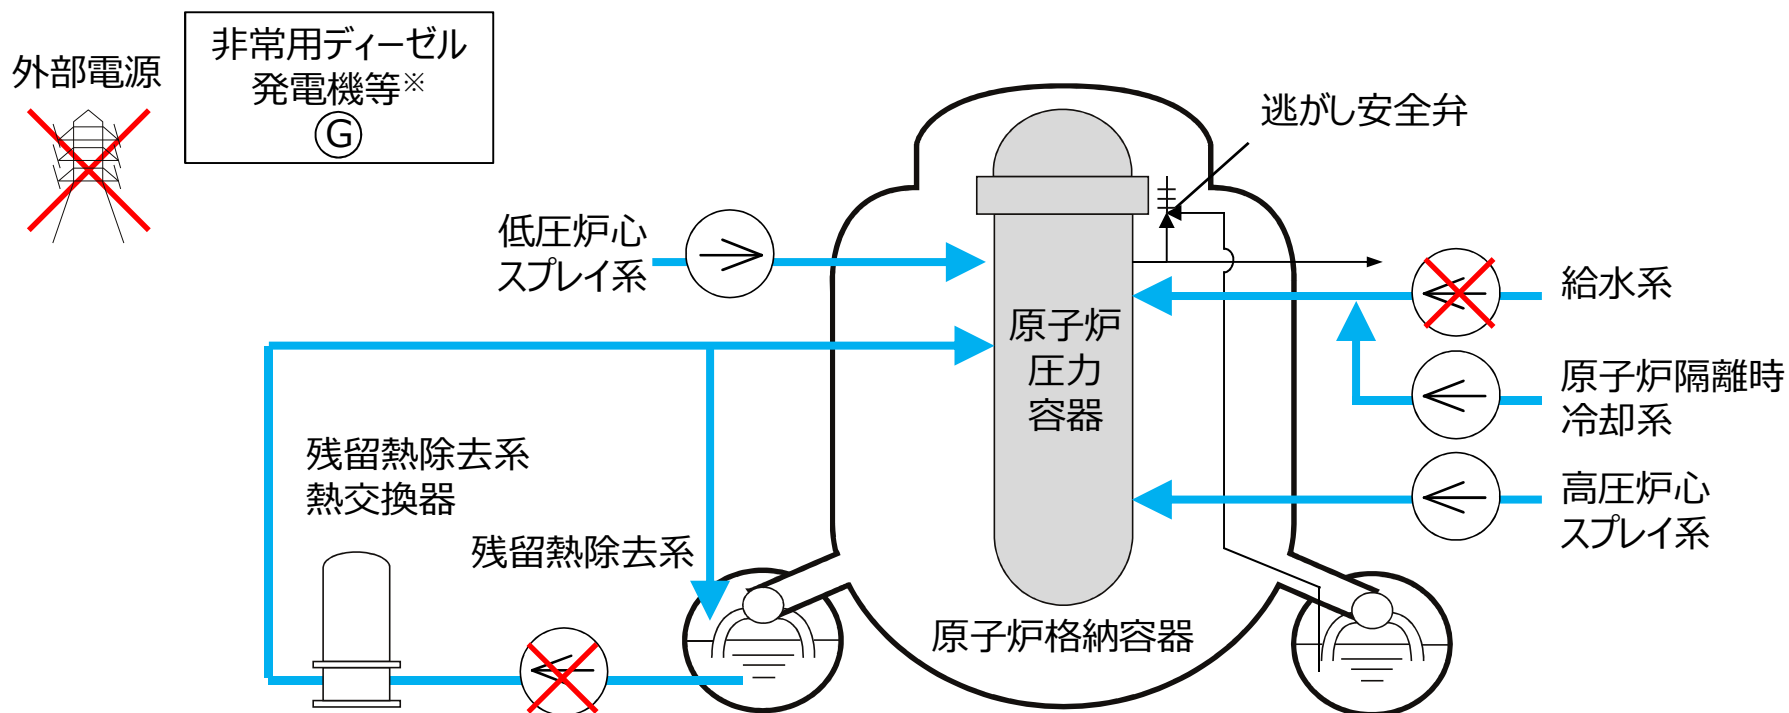 外部電源
非常用ディーゼル
発電機等※
G
逃がし安全弁
低圧炉心
スプレイ系
給水系
原子炉
圧力
容器
原子炉隔離時
冷却系
残留熱除去系
熱交換器
高圧炉心
スプレイ系
残留熱除去系
原子炉格納容器